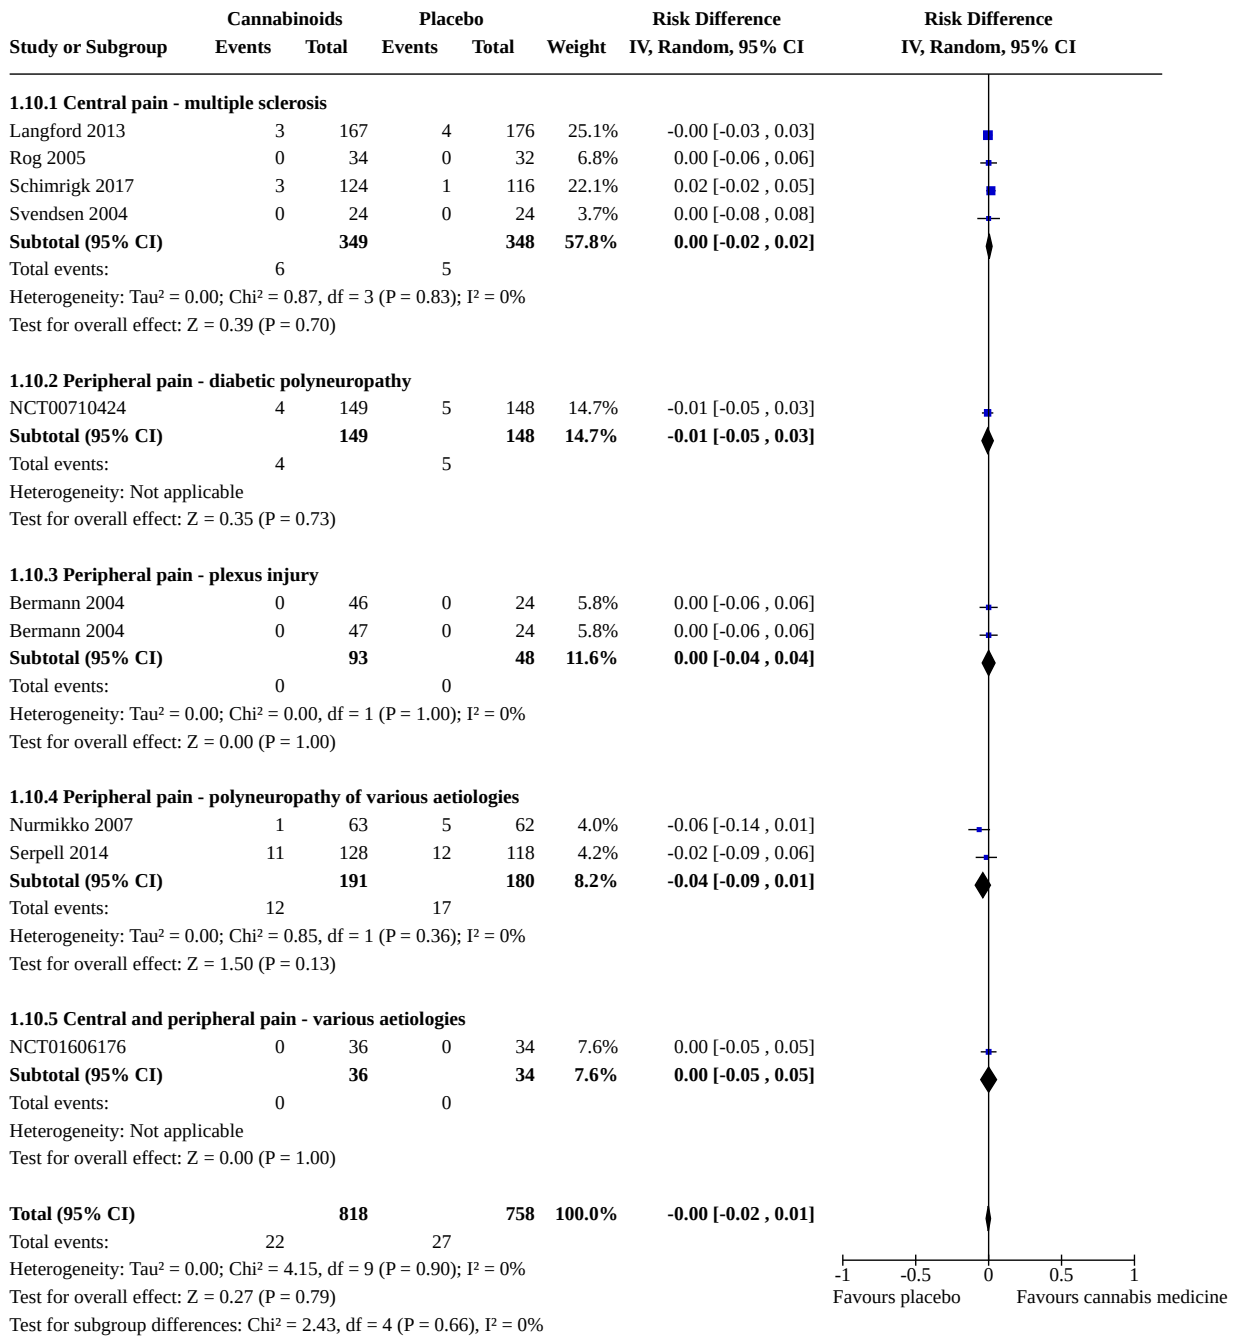 Cannabinoids Placebo Risk Difference Risk Difference
Study or Subgroup Events Total Events Total Weight IV, Random, 95% CI IV, Random, 95% CI
1.10.1 Central pain - multiple sclerosis
Langford 2013 3 167 4 176 25.1% -0.00 [-0.03 , 0.03]
Rog 2005 0 34 0 32 6.8% 0.00 [-0.06 , 0.06]
Schimrigk 2017 3 124 1 116 22.1% 0.02 [-0.02 , 0.05]
Svendsen 2004 0 24 0 24 3.7% 0.00 [-0.08 , 0.08]
Subtotal (95% CI) 349 348 57.8% 0.00 [-0.02 , 0.02]
Total events: 6 5
Heterogeneity: Tau² = 0.00; Chi² = 0.87, df = 3 (P = 0.83); I² = 0%
Test for overall effect: Z = 0.39 (P = 0.70)
1.10.2 Peripheral pain - diabetic polyneuropathy
NCT00710424 4 149 5 148 14.7% -0.01 [-0.05 , 0.03]
Subtotal (95% CI) 149 148 14.7% -0.01 [-0.05 , 0.03]
Total events: 4 5
Heterogeneity: Not applicable
Test for overall effect: Z = 0.35 (P = 0.73)
1.10.3 Peripheral pain - plexus injury
Bermann 2004 0 46 0 24 5.8% 0.00 [-0.06 , 0.06]
Bermann 2004 0 47 0 24 5.8% 0.00 [-0.06 , 0.06]
Subtotal (95% CI) 93 48 11.6% 0.00 [-0.04 , 0.04]
Total events: 0 0
Heterogeneity: Tau² = 0.00; Chi² = 0.00, df = 1 (P = 1.00); I² = 0%
Test for overall effect: Z = 0.00 (P = 1.00)
1.10.4 Peripheral pain - polyneuropathy of various aetiologies
Nurmikko 2007 1 63 5 62 4.0% -0.06 [-0.14 , 0.01]
Serpell 2014 11 128 12 118 4.2% -0.02 [-0.09 , 0.06]
Subtotal (95% CI) 191 180 8.2% -0.04 [-0.09 , 0.01]
Total events: 12 17
Heterogeneity: Tau² = 0.00; Chi² = 0.85, df = 1 (P = 0.36); I² = 0%
Test for overall effect: Z = 1.50 (P = 0.13)
1.10.5 Central and peripheral pain - various aetiologies
NCT01606176 0 36 0 34 7.6% 0.00 [-0.05 , 0.05]
Subtotal (95% CI) 36 34 7.6% 0.00 [-0.05 , 0.05]
Total events: 0 0
Heterogeneity: Not applicable
Test for overall effect: Z = 0.00 (P = 1.00)
Total (95% CI) 818 758 100.0% -0.00 [-0.02 , 0.01]
Total events: 22 27
Heterogeneity: Tau² = 0.00; Chi² = 4.15, df = 9 (P = 0.90); I² = 0%
-1 -0.5 0 0.5 1
Test for overall effect: Z = 0.27 (P = 0.79)
Favours placebo Favours cannabis medicine
Test for subgroup differences: Chi² = 2.43, df = 4 (P = 0.66), I² = 0%